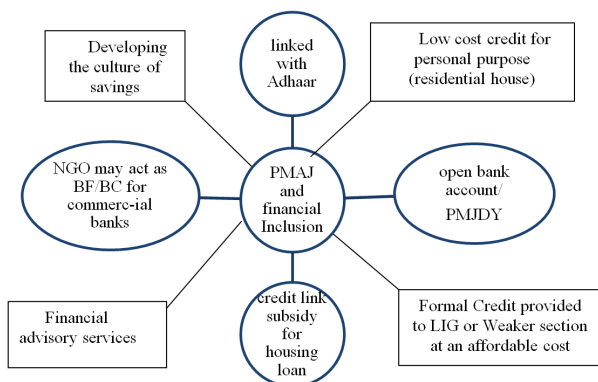 Developing
the culture of
savings
linked
with
Adhaar
Low cost credit for
personal purpose
(residential house)
NGO may act as
BF/BC for
commerc-ial
banks
PMAJ
and
financial
Inclusion
open bank
account/
PMJDY
Financial
advisory services
credit link
subsidy
for
housing
loan
Formal Credit provided
to LIG or Weaker section
at an affordable cost